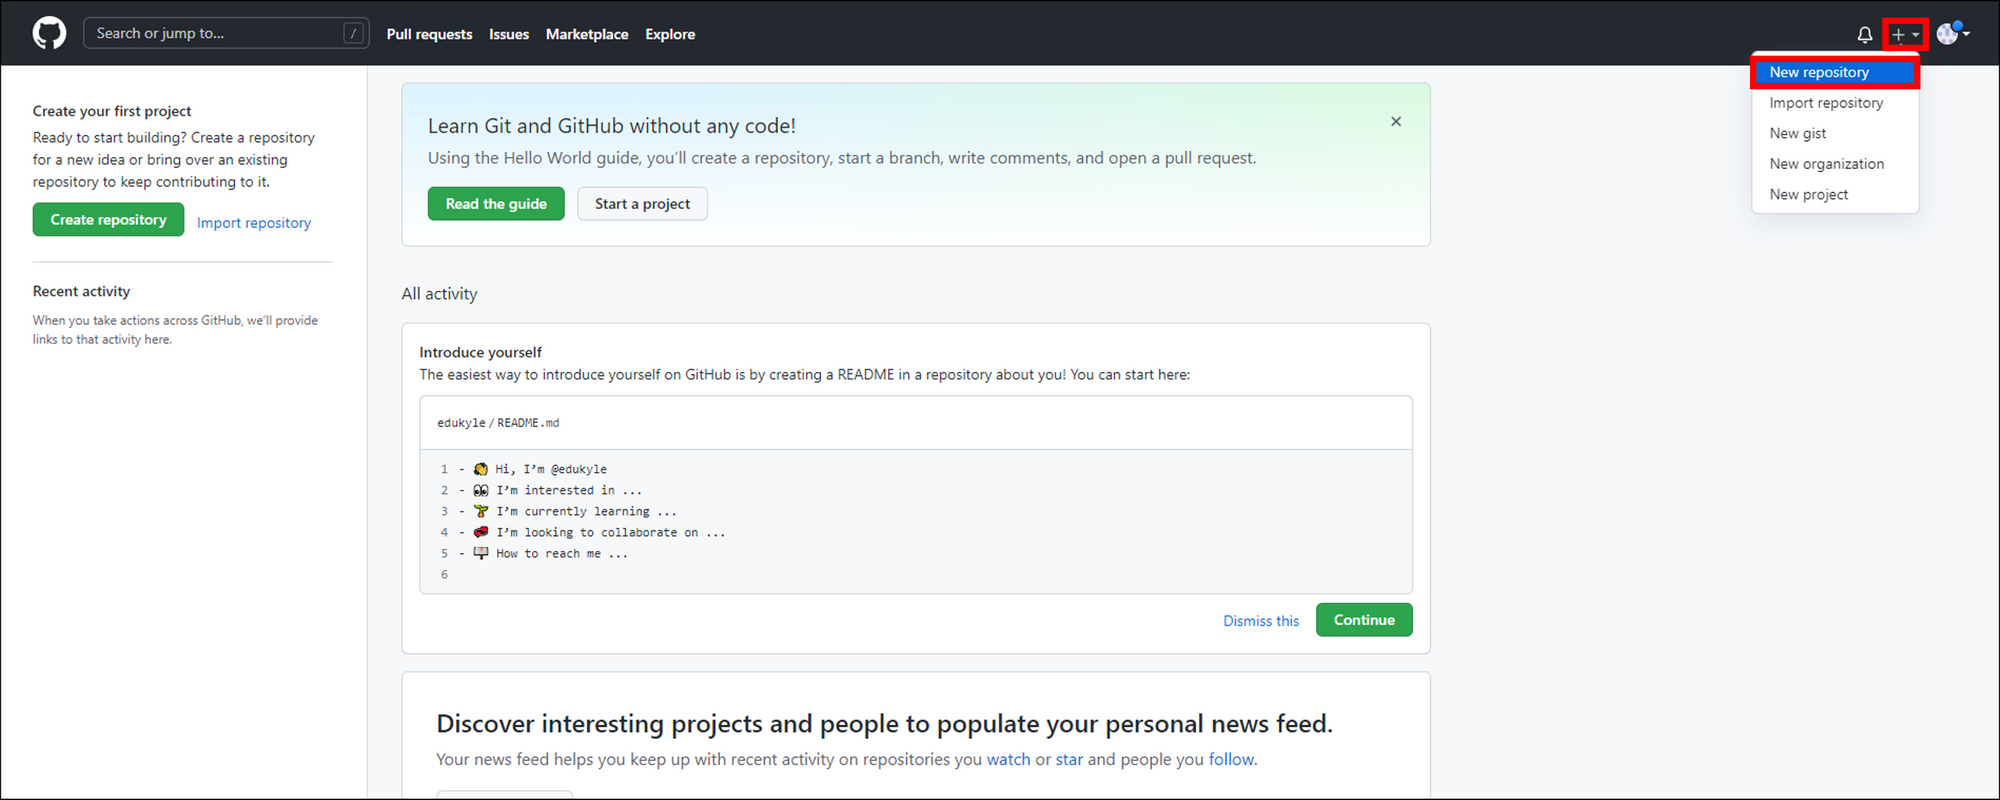 Search or jump to... /
Pull requests
Issues
Marketplace
Explore
New repository
Import repository
New gist
New organization
New project
Create your first project
Ready to start building? Create a repository
for a new idea or bring over an existing
repository to keep contributing to it.
Create repository
Import repository
Recent activity
When you take actions across GitHub, we’ll provide
links to that activity here.
Learn Git and GitHub without any code!
Using the Hello World guide, you’ll create a repository, start a branch, write comments, and open a pull request.
Read the guide
Start a project
All activity
Introduce yourself
The easiest way to introduce yourself on GitHub is by creating a README in a repository about you! You can start here:
edukyle / README.md
1 - 👋 Hi, I’m @edukyle
2 - 👀 I’m interested in ...
3 - 🌱 I’m currently learning ...
4 - 💞️ I’m looking to collaborate on ...
5 - 📫 How to reach me ...
6
Dismiss this
Continue
Discover interesting projects and people to populate your personal news feed.
Your news feed helps you keep up with recent activity on repositories you watch or star and people you follow.